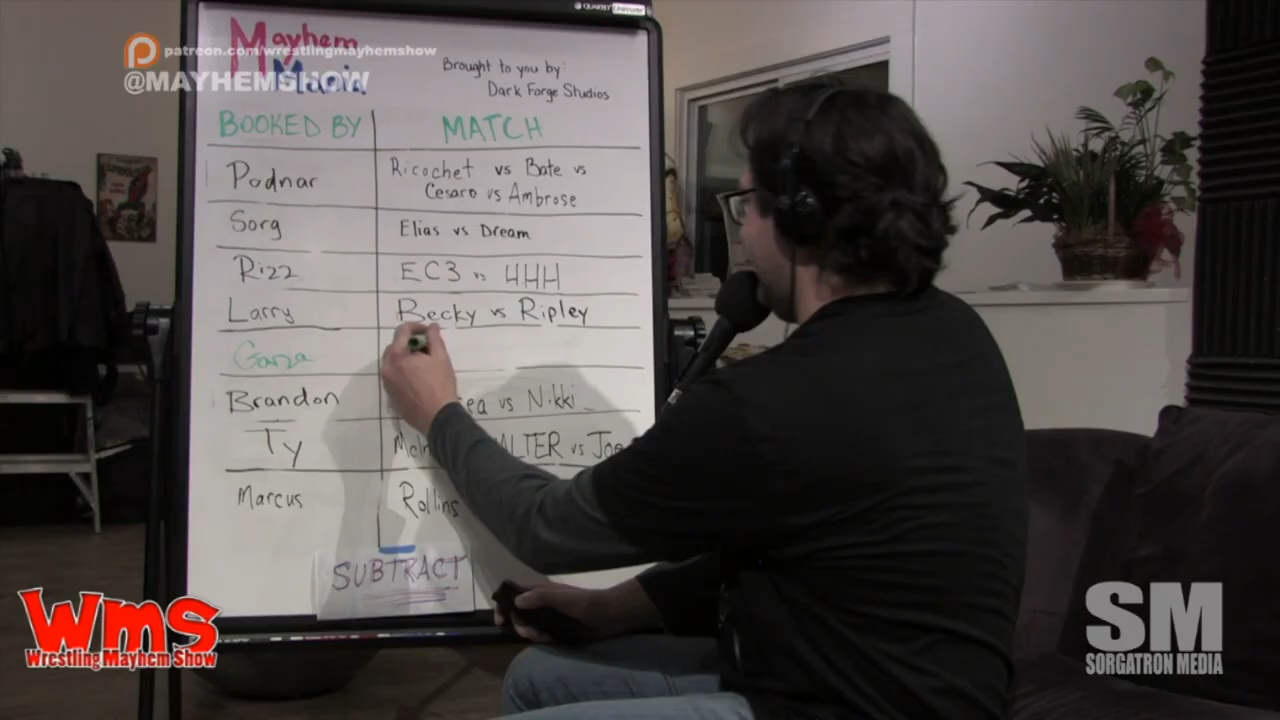 QUARTET
patreon.com/wrestlingmayhemshow
@MAYHEMSHOW
Mayhem
Mania
Brought to you by:
Dark Forge Studios
BOOKED BY MATCH
Podnar Ricochet vs Bate vs
Cesaro vs Ambrose
Sorg Elias vs Dream
Rizz EC3 vs HHH
Larry Becky vs Ripley
Garza
Brandon vs Nikki
Ty vs Joe
Marcus Rollins
SUBTRACT
WMS
Wrestling Mayhem Show
SM
SORGATRON MEDIA